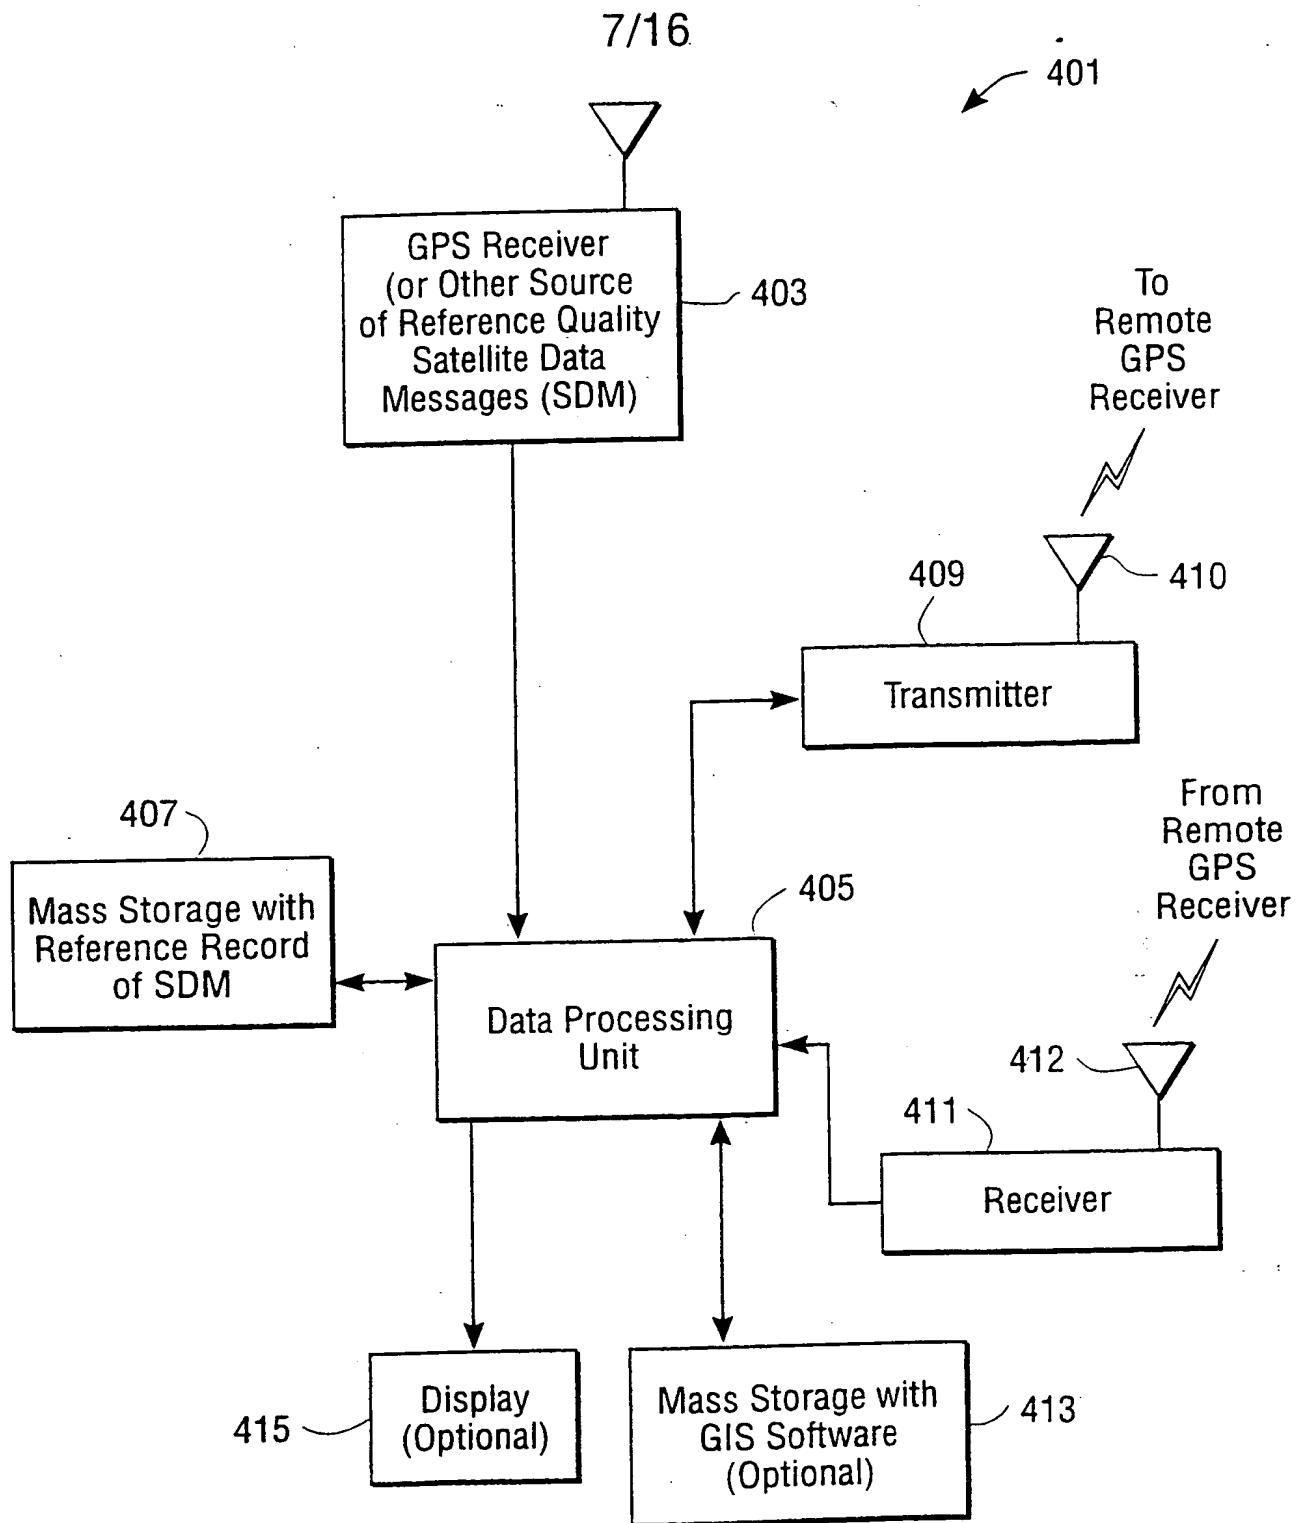 7/16
401
GPS Receiver
(or Other Source
of Reference Quality
Satellite Data
Messages (SDM)
403
To
Remote
GPS
Receiver
410
409
Transmitter
407
Mass Storage with
Reference Record
of SDM
405
Data Processing
Unit
From
Remote
GPS
Receiver
412
411
Receiver
415
Display
(Optional)
Mass Storage with
GIS Software
(Optional)
413